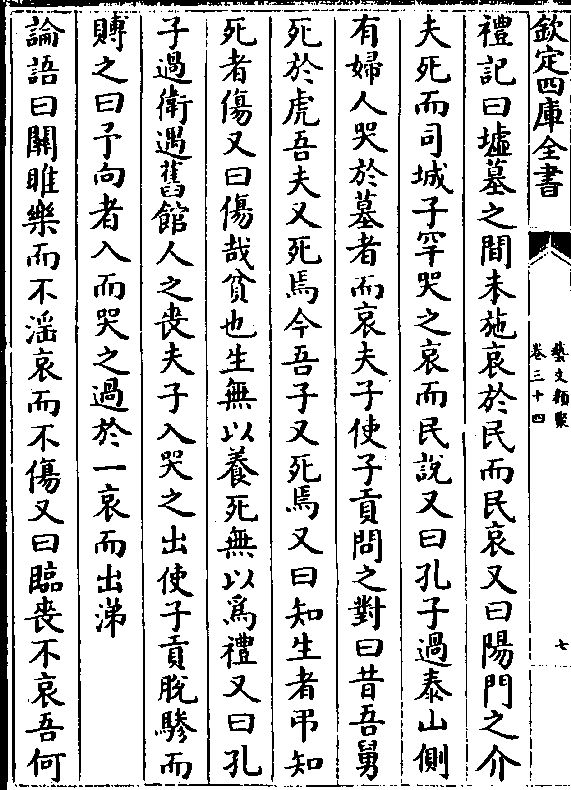 欽定四庫全書
藝文類聚
卷三十四
七
禮記曰墟墓之間未施哀於民而民哀又曰陽門之介
夫死而司城子罕哭之哀而民說又曰孔子過泰山側
有婦人哭於墓者而哀夫子使子貢問之對曰昔吾舅
死於虎吾夫又死焉今吾子又死焉又曰知生者弔知
死者傷又曰傷哉貧也生無以養死無以爲禮又曰孔
子過衛遇舊館人之喪夫子入哭之出使子貢脫驂而
賻之曰予向者入而哭之過於一哀而出涕
論語曰關雎樂而不淫哀而不傷又曰臨喪不哀吾何